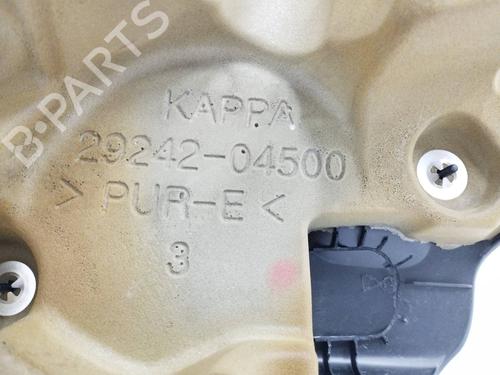 B-PARTS
KAPPA
29242-04500
> PUR-E <
3